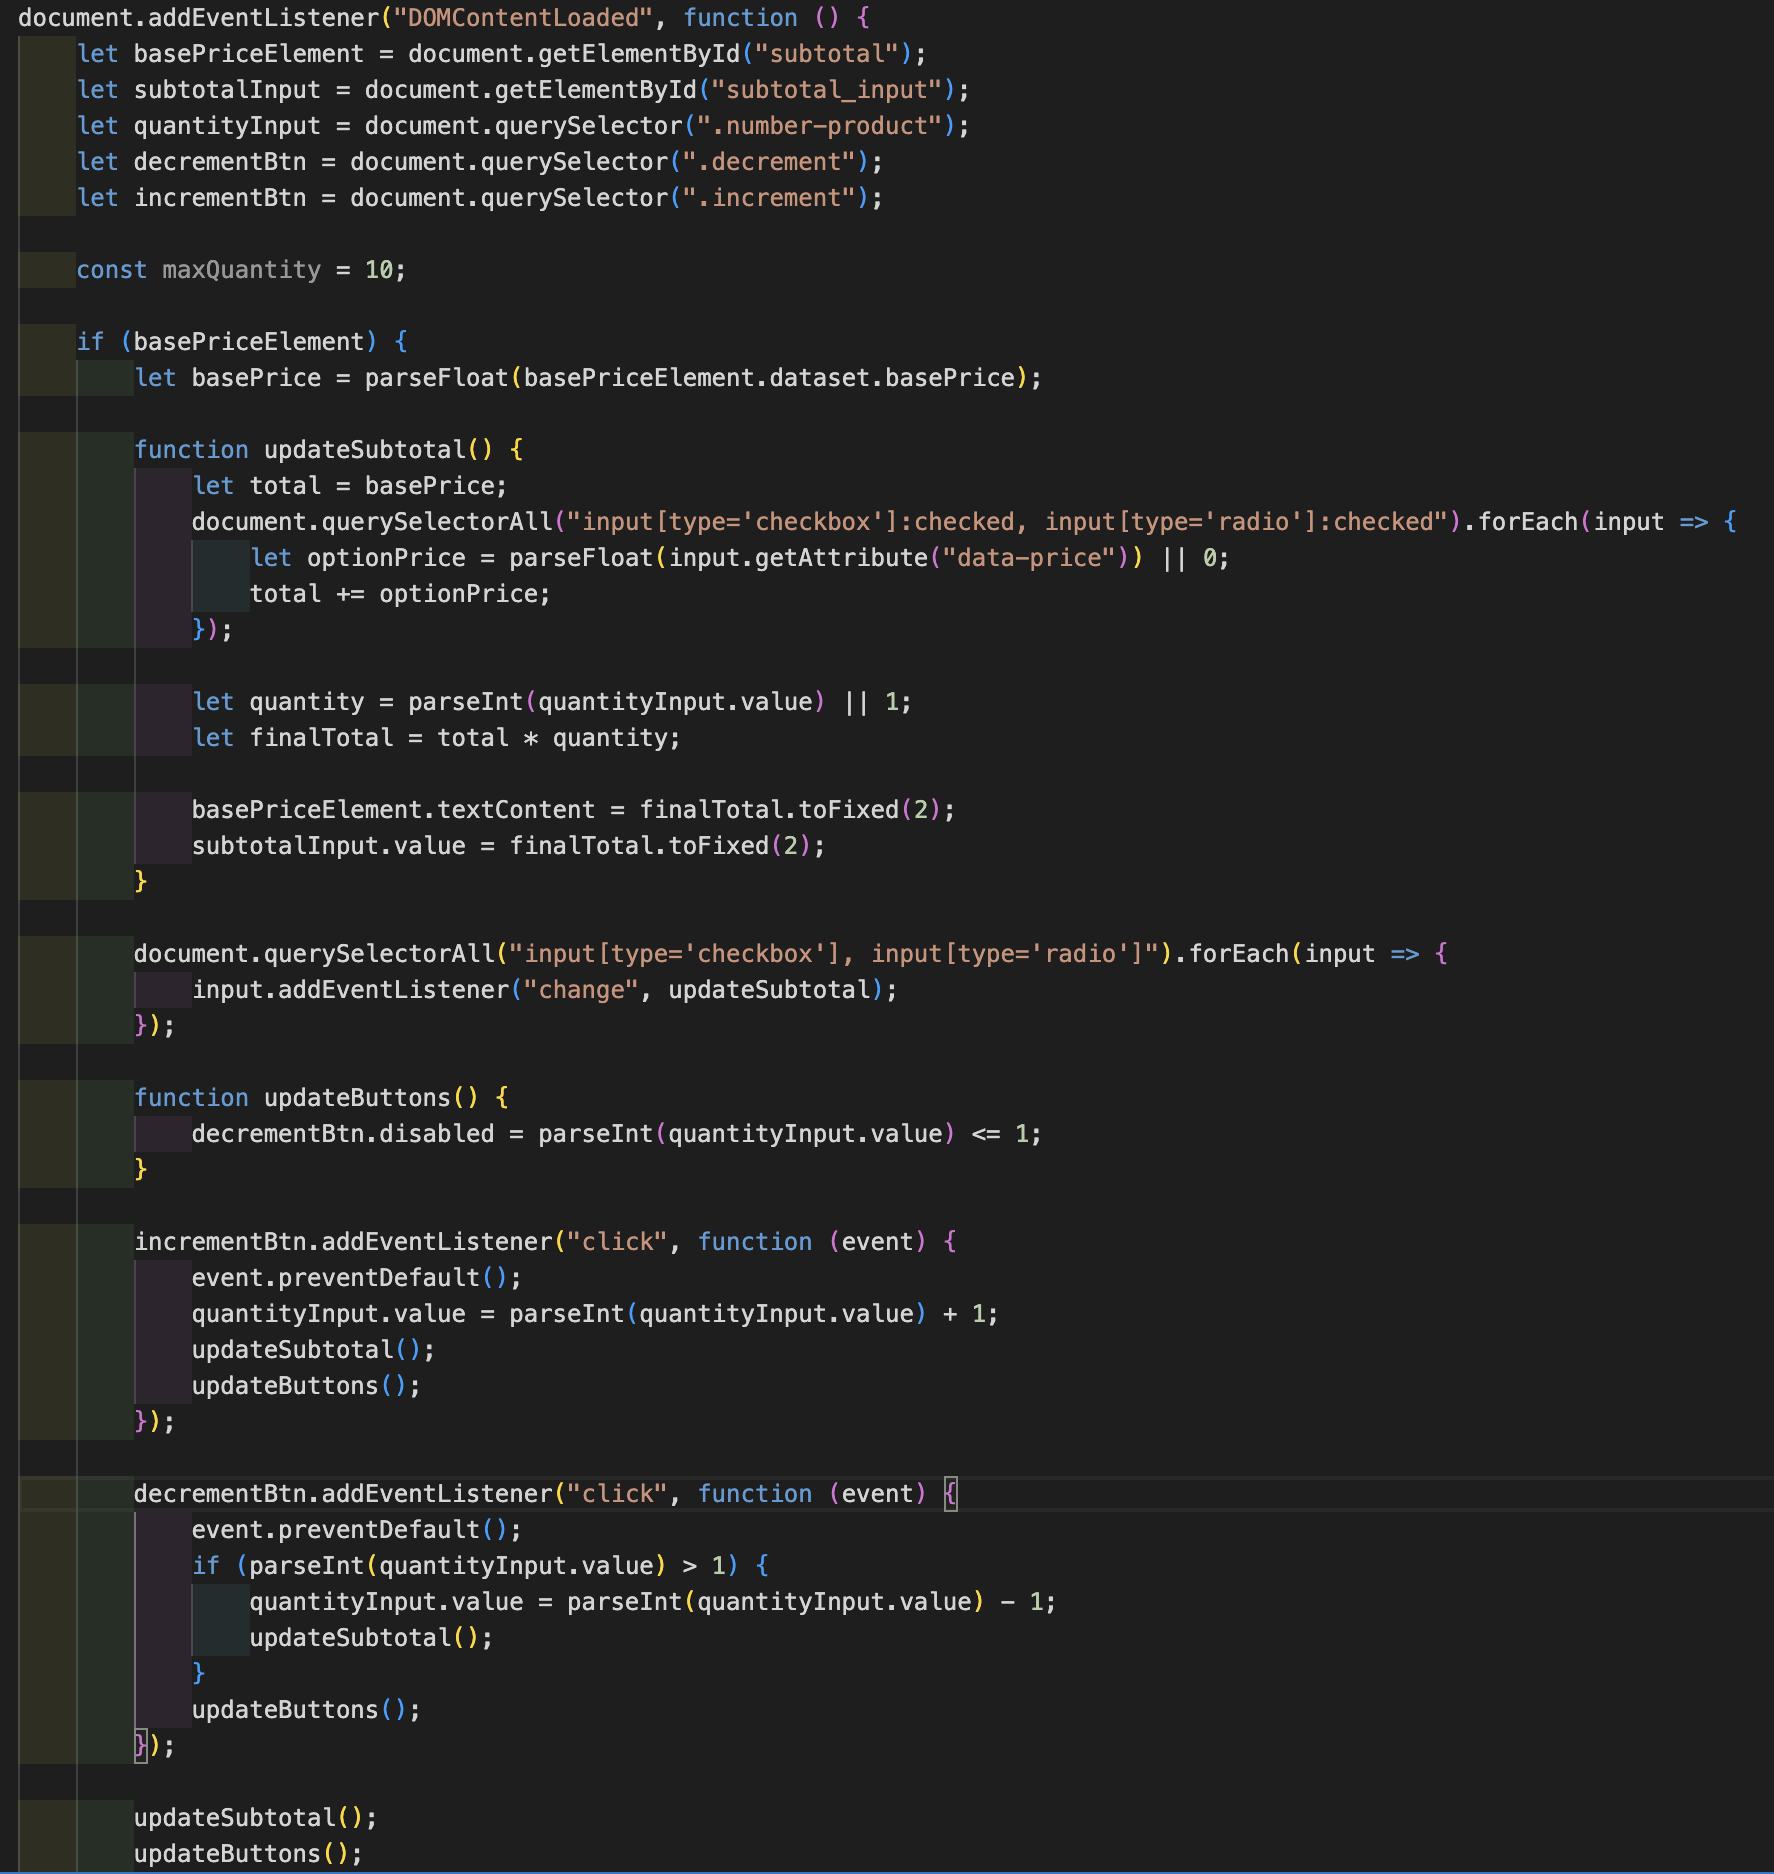 document.addEventListener("DOMContentLoaded", function () {
    let basePriceElement = document.getElementById("subtotal");
    let subtotalInput = document.getElementById("subtotal_input");
    let quantityInput = document.querySelector(".number-product");
    let decrementBtn = document.querySelector(".decrement");
    let incrementBtn = document.querySelector(".increment");

    const maxQuantity = 10;

    if (basePriceElement) {
        let basePrice = parseFloat(basePriceElement.dataset.basePrice);

        function updateSubtotal() {
            let total = basePrice;
            document.querySelectorAll("input[type='checkbox']:checked, input[type='radio']:checked").forEach(input => {
                let optionPrice = parseFloat(input.getAttribute("data-price")) || 0;
                total += optionPrice;
            });

            let quantity = parseInt(quantityInput.value) || 1;
            let finalTotal = total * quantity;

            basePriceElement.textContent = finalTotal.toFixed(2);
            subtotalInput.value = finalTotal.toFixed(2);
        }

        document.querySelectorAll("input[type='checkbox'], input[type='radio']").forEach(input => {
            input.addEventListener("change", updateSubtotal);
        });

        function updateButtons() {
            decrementBtn.disabled = parseInt(quantityInput.value) <= 1;
        }

        incrementBtn.addEventListener("click", function (event) {
            event.preventDefault();
            quantityInput.value = parseInt(quantityInput.value) + 1;
            updateSubtotal();
            updateButtons();
        });

        decrementBtn.addEventListener("click", function (event) {
            event.preventDefault();
            if (parseInt(quantityInput.value) > 1) {
                quantityInput.value = parseInt(quantityInput.value) - 1;
                updateSubtotal();
            }
            updateButtons();
        });

        updateSubtotal();
        updateButtons();